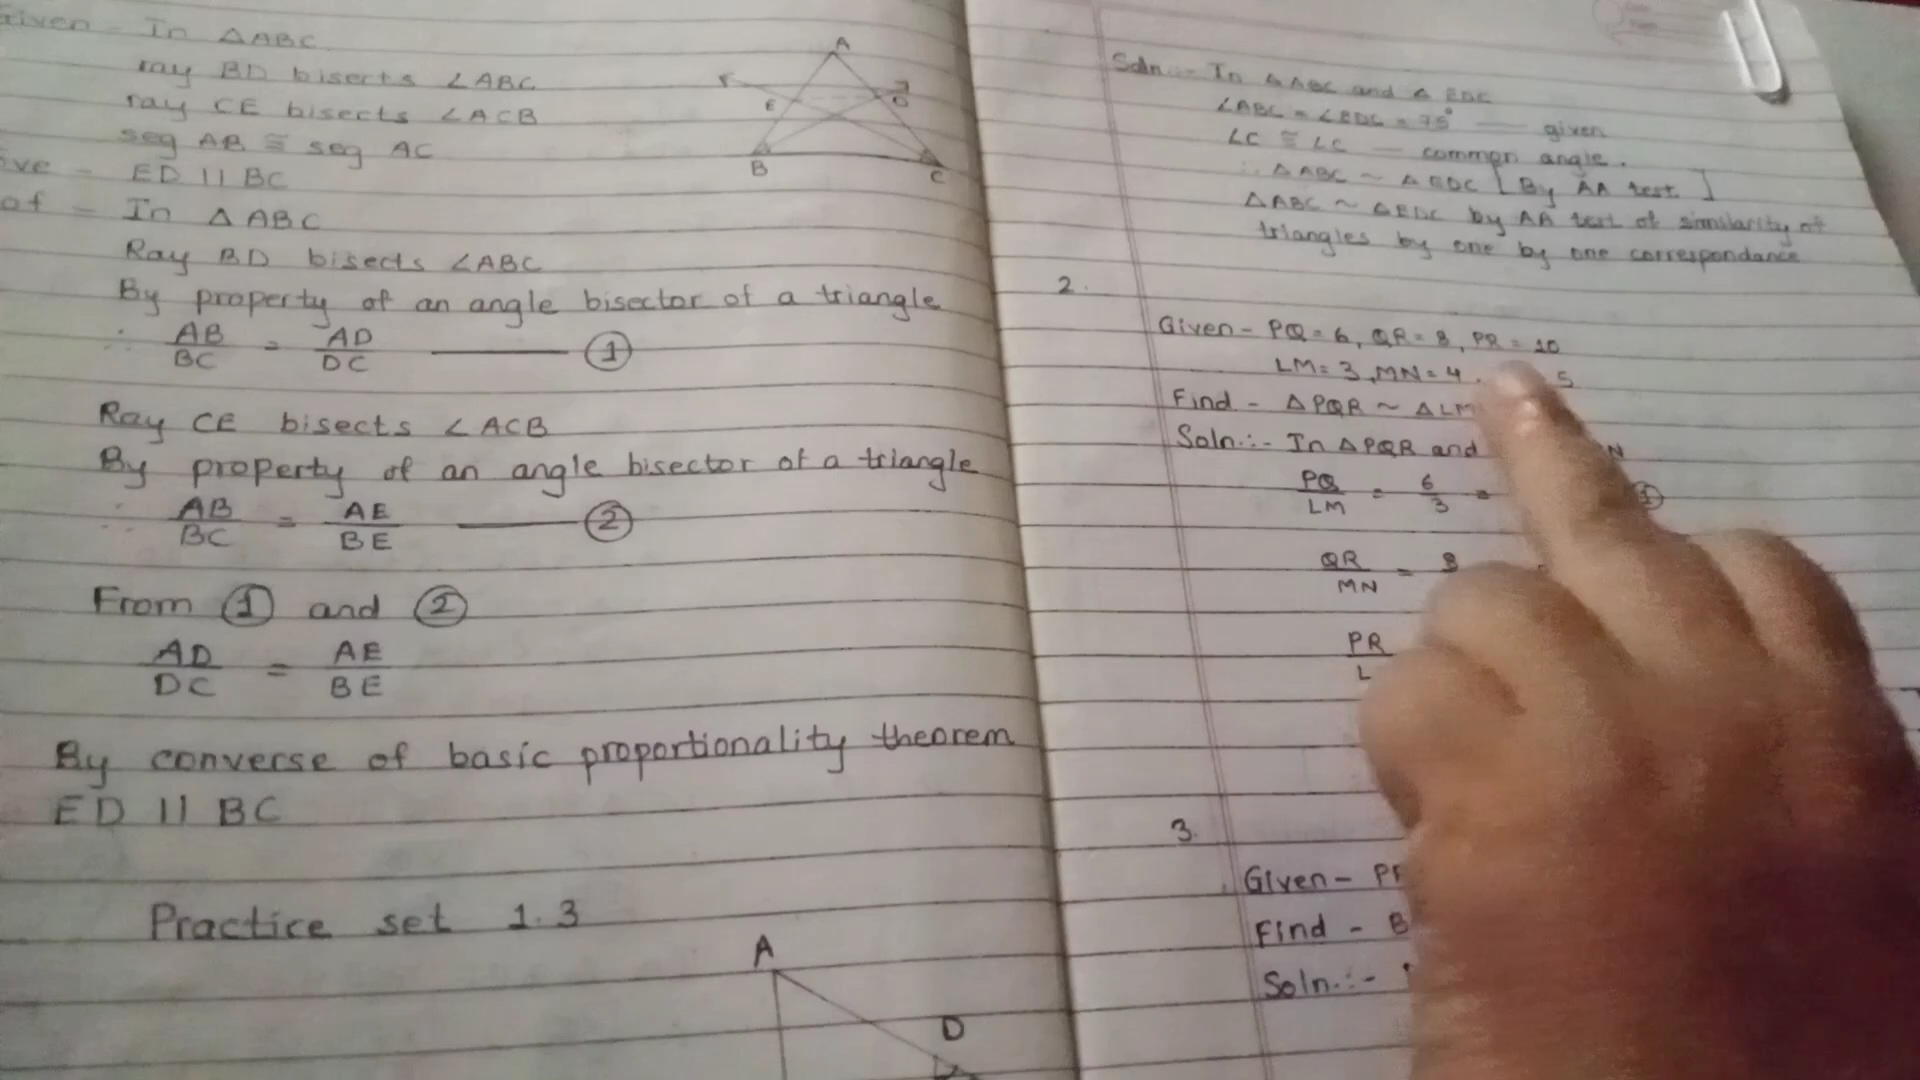 Given - In △ABC
ray BD bisects ∠ABC
ray CE bisects ∠ACB
seg AB ≅ seg AC
ive - ED || BC
of - In △ABC
Ray BD bisects ∠ABC
By property of an angle bisector of a triangle
∴ AB/BC = AD/DC —— ①
Ray CE bisects ∠ACB
By property of an angle bisector of a triangle
∴ AB/BC = AE/BE —— ②
From ① and ②
AD/DC = AE/BE
By converse of basic proportionality theorem
ED || BC
Practice set 1.3
A
E
D
B
C
A
D
Soln.:- In △ABC and △EDC
∠ABC = ∠EDC = 75° — given
∠C ≅ ∠C — common angle.
∴ △ABC ~ △EDC [By AA test]
△ABC ~ △EDC by AA test of similarity of
triangles by one by one correspondance
2.
Given - PQ = 6, QR = 8, PR = 10
LM = 3, MN = 4, 5
Find - △PQR ~ △LM
Soln.:- In △PQR and N
PQ/LM = 6/3 = ①
QR/MN = 8
PR
L
3.
Given - P
Find - B
Soln.:-